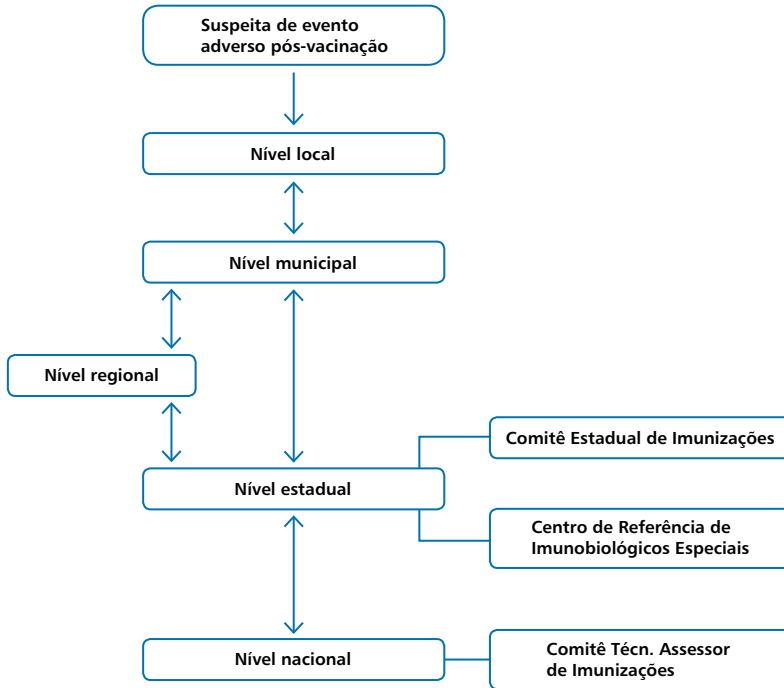 Suspeita de evento
adverso pós-vacinação
Nível local
Nível municipal
Nível regional
Comitê Estadual de Imunizações
Nível estadual
Centro de Referência de
Imunobiológicos Especiais
Nível nacional
Comitê Técn. Assessor
de Imunizações